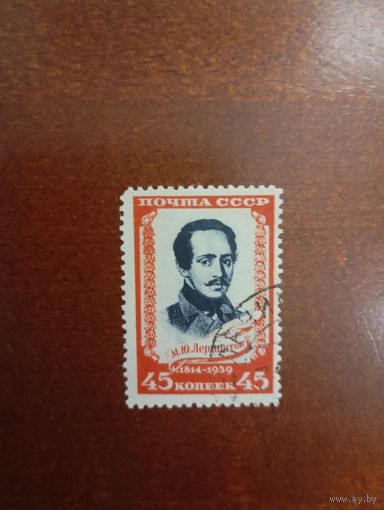 ПОЧТА СССР
М.Ю.Лермонтов
1814-1939
45 КОПЕЕК 45
www.ay.by